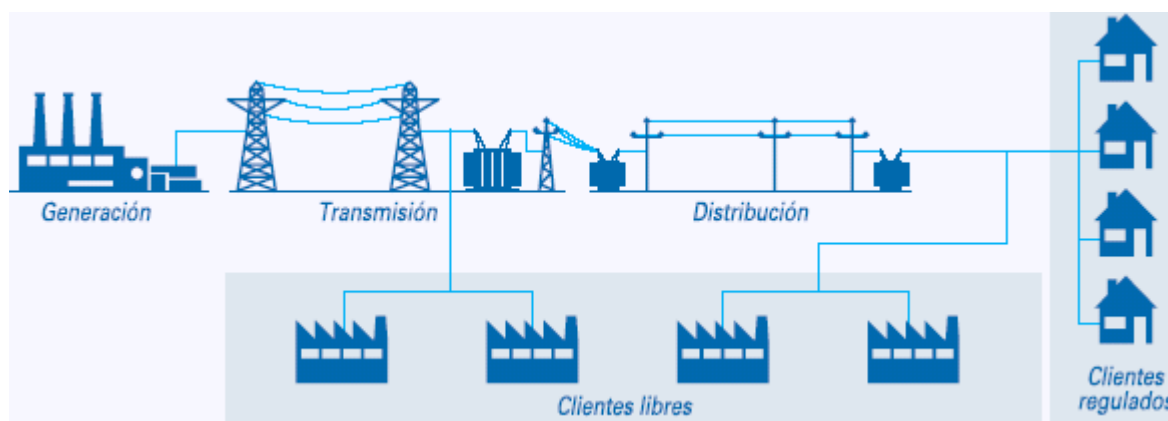 Generación
Transmisión
Distribución
Clientes libres
Clientes
regulados